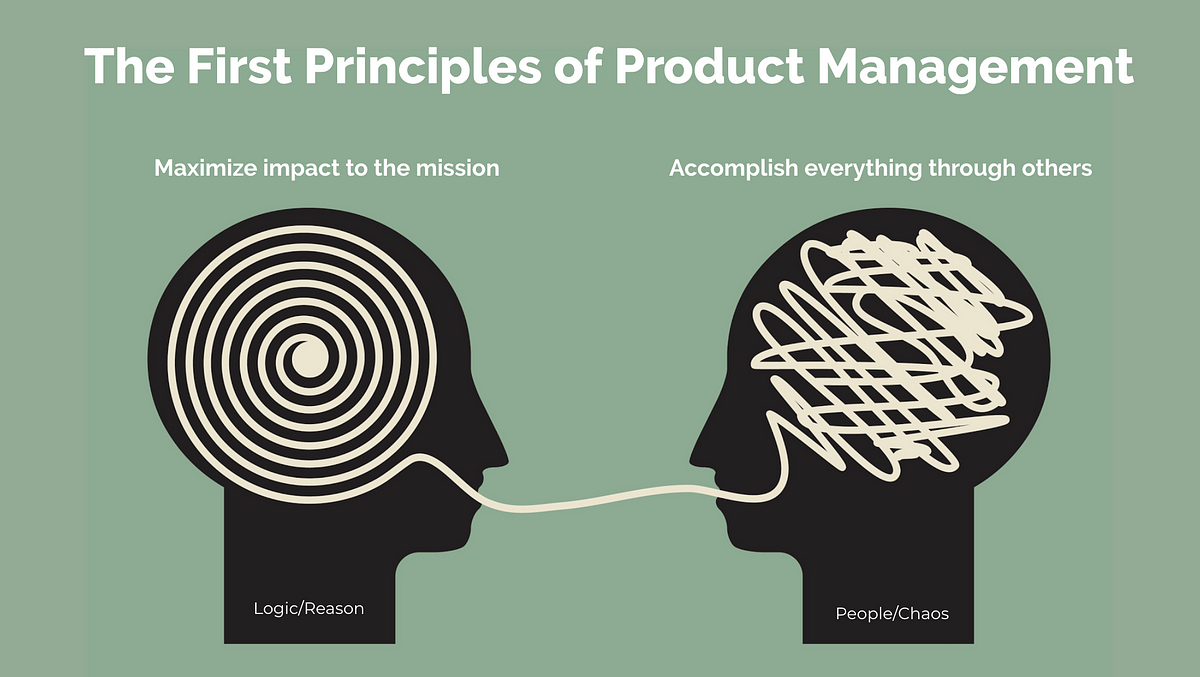 The First Principles of Product Management
Maximize impact to the mission
Accomplish everything through others
Logic/Reason
People/Chaos